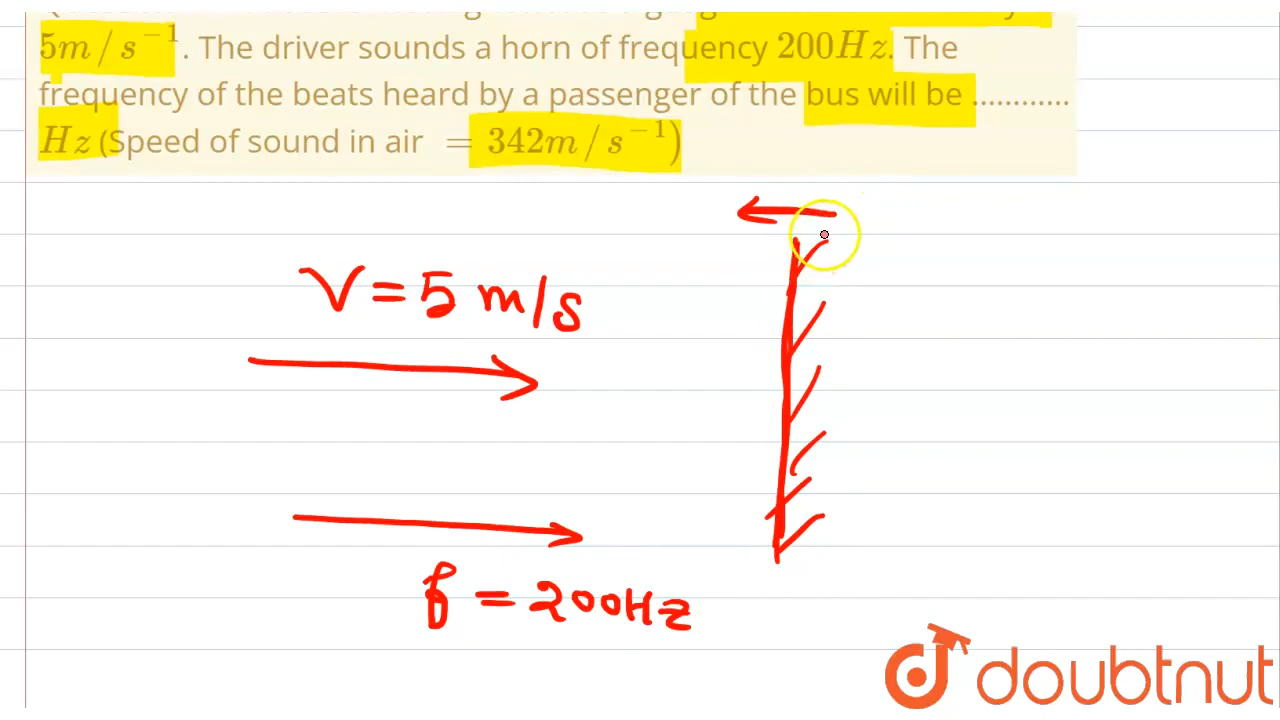 5m/s⁻¹. The driver sounds a horn of frequency 200Hz. The
frequency of the beats heard by a passenger of the bus will be ............
Hz (Speed of sound in air = 342m/s⁻¹)
V = 5 m/s
f = 200Hz
doubtnut